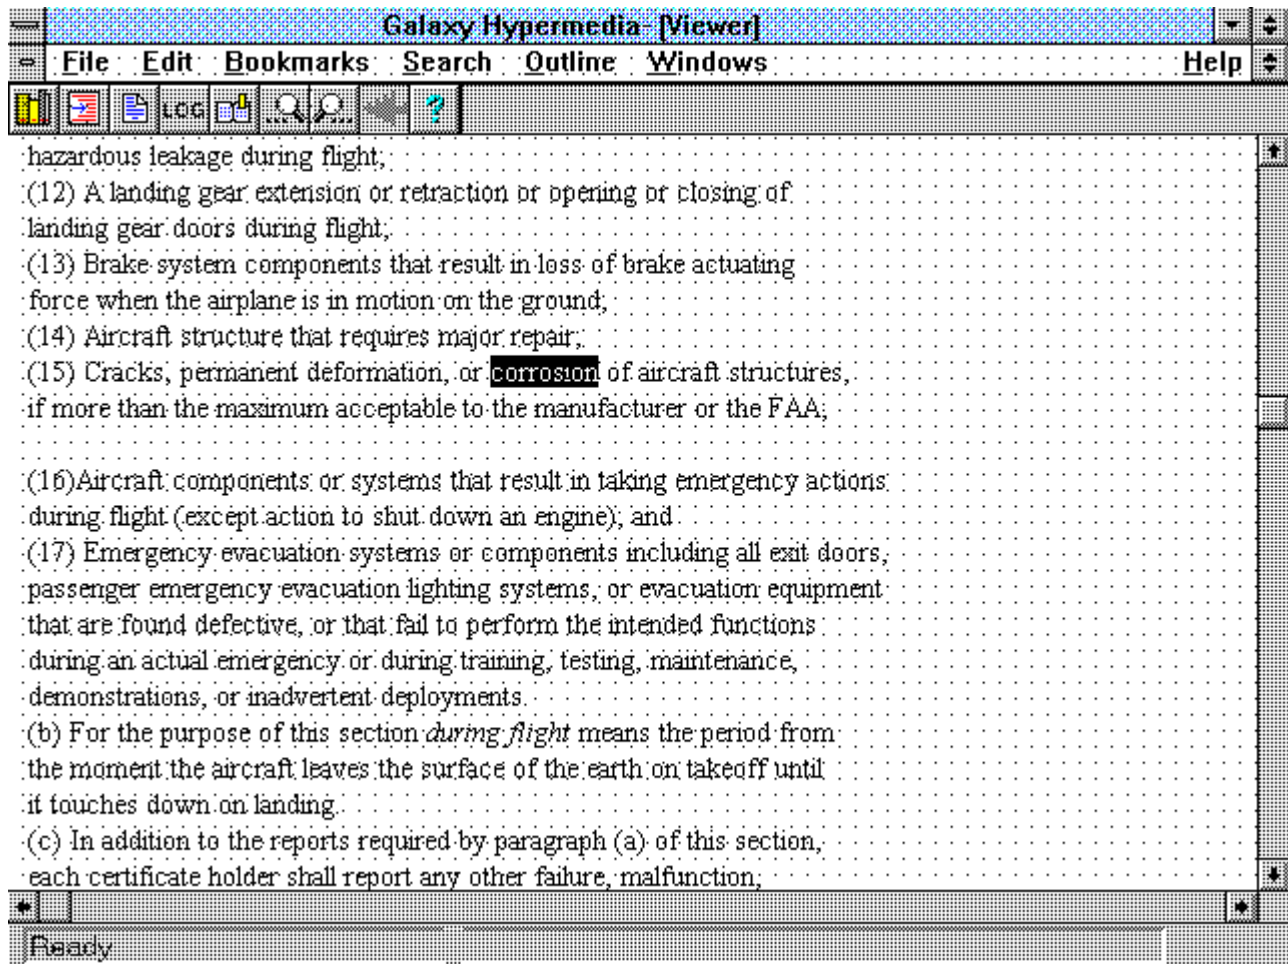 Galaxy Hypermedia- [Viewer]
File Edit Bookmarks Search Outline Windows Help
LOG ?
hazardous leakage during flight;
(12) A landing gear extension or retraction or opening or closing of
landing gear doors during flight;
(13) Brake system components that result in loss of brake actuating
force when the airplane is in motion on the ground;
(14) Aircraft structure that requires major repair;
(15) Cracks, permanent deformation, or corrosion of aircraft structures,
if more than the maximum acceptable to the manufacturer or the FAA;
(16)Aircraft components or systems that result in taking emergency actions
during flight (except action to shut down an engine); and
(17) Emergency evacuation systems or components including all exit doors,
passenger emergency evacuation lighting systems, or evacuation equipment
that are found defective, or that fail to perform the intended functions
during an actual emergency or during training, testing, maintenance,
demonstrations, or inadvertent deployments.
(b) For the purpose of this section during flight means the period from
the moment the aircraft leaves the surface of the earth on takeoff until
it touches down on landing.
(c) In addition to the reports required by paragraph (a) of this section,
each certificate holder shall report any other failure, malfunction,
Ready